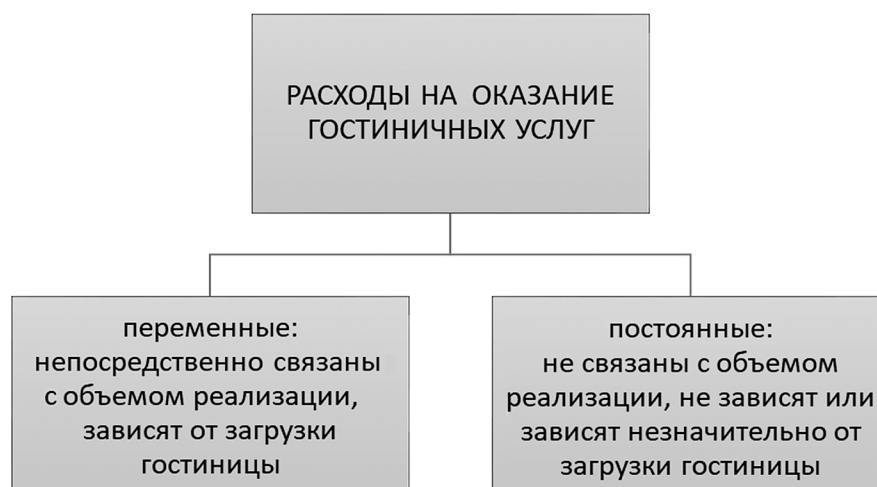 РАСХОДЫ НА ОКАЗАНИЕ
ГОСТИНИЧНЫХ УСЛУГ
переменные:
непосредственно связаны
с объемом реализации,
зависят от загрузки
гостиницы
постоянные:
не связаны с объемом
реализации, не зависят или
зависят незначительно от
загрузки гостиницы